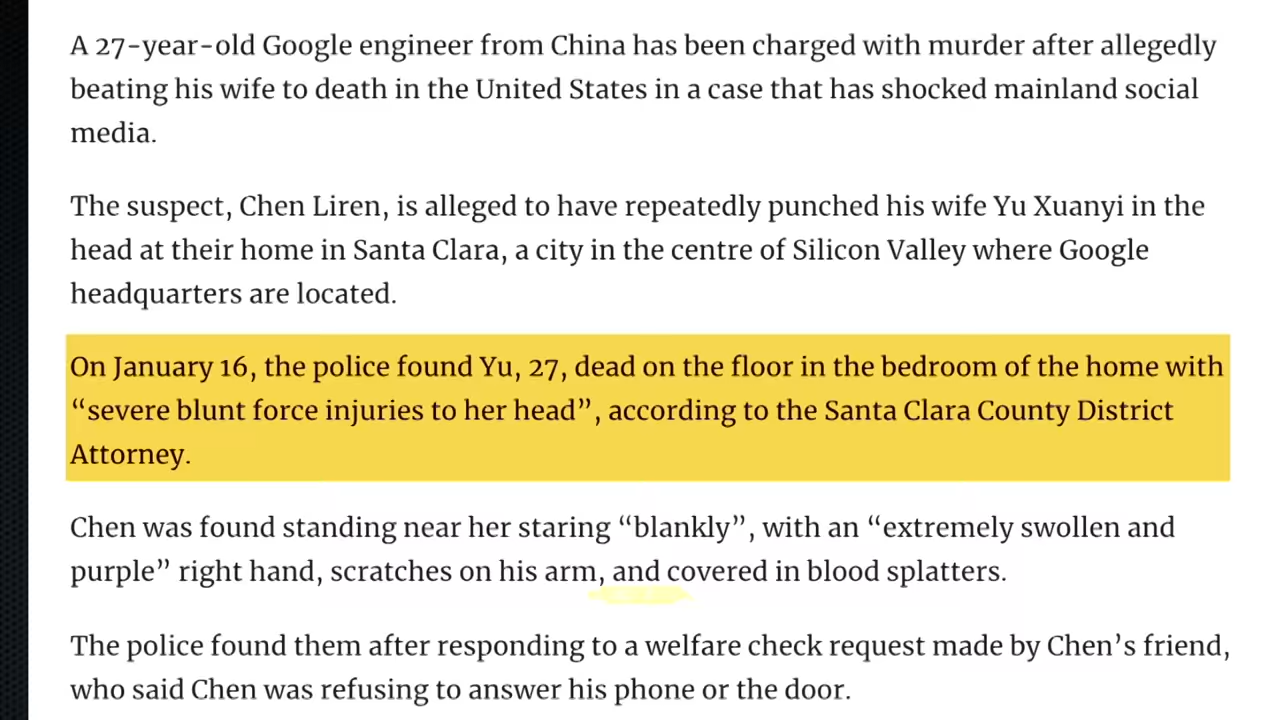 A 27-year-old Google engineer from China has been charged with murder after allegedly
beating his wife to death in the United States in a case that has shocked mainland social
media.
The suspect, Chen Liren, is alleged to have repeatedly punched his wife Yu Xuanyi in the
head at their home in Santa Clara, a city in the centre of Silicon Valley where Google
headquarters are located.
On January 16, the police found Yu, 27, dead on the floor in the bedroom of the home with
“severe blunt force injuries to her head”, according to the Santa Clara County District
Attorney.
Chen was found standing near her staring “blankly”, with an “extremely swollen and
purple” right hand, scratches on his arm, and covered in blood splatters.
The police found them after responding to a welfare check request made by Chen’s friend,
who said Chen was refusing to answer his phone or the door.